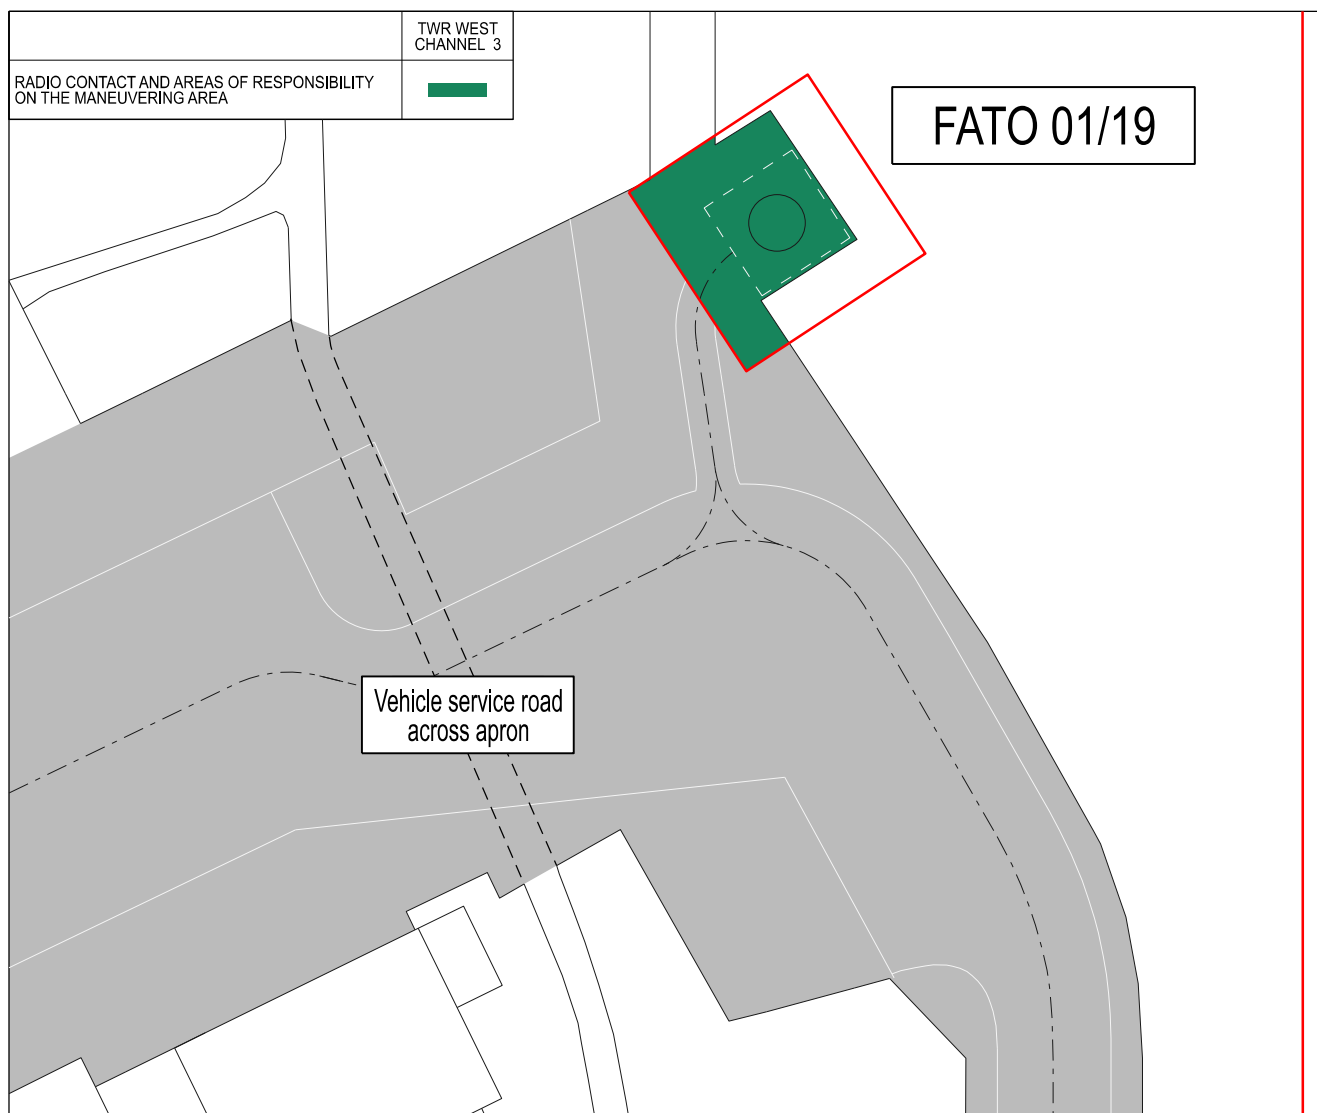 TWR WEST
CHANNEL 3
RADIO CONTACT AND AREAS OF RESPONSIBILITY
ON THE MANEUVERING AREA
FATO 01/19
Vehicle service road
across apron